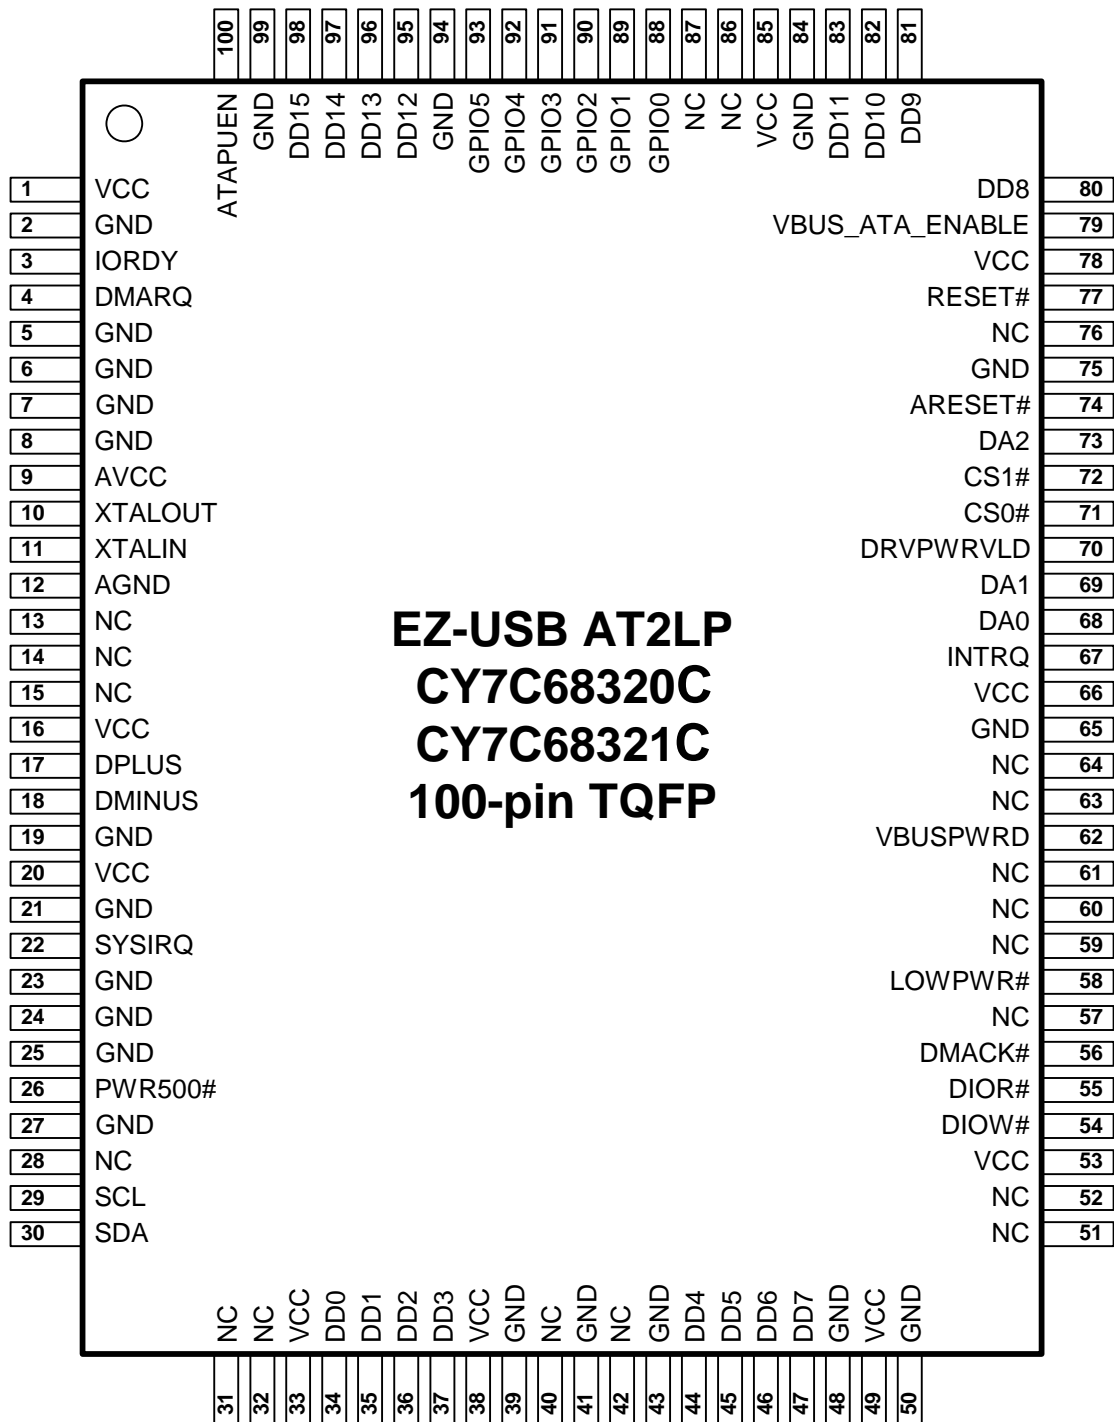 100 99 98 97 96 95 94 93 92 91 90 89 88 87 86 85 84 83 82 81
ATAPUEN GND DD15 DD14 DD13 DD12 GND GPIO5 GPIO4 GPIO3 GPIO2 GPIO1 GPIO0 NC NC VCC GND DD11 DD10 DD9
1 VCC DD8 80
2 GND VBUS_ATA_ENABLE 79
3 IORDY VCC 78
4 DMARQ RESET# 77
5 GND NC 76
6 GND GND 75
7 GND ARESET# 74
8 GND DA2 73
9 AVCC CS1# 72
10 XTALOUT CS0# 71
11 XTALIN DRVPWRVLD 70
12 AGND DA1 69
13 NC DA0 68
14 NC INTRQ 67
15 NC VCC 66
16 VCC GND 65
17 DPLUS NC 64
18 DMINUS NC 63
19 GND VBUSPWRD 62
20 VCC NC 61
21 GND NC 60
22 SYSIRQ NC 59
23 GND LOWPWR# 58
24 GND NC 57
25 GND DMACK# 56
26 PWR500# DIOR# 55
27 GND DIOW# 54
28 NC VCC 53
29 SCL NC 52
30 SDA NC 51
EZ-USB AT2LP
CY7C68320C
CY7C68321C
100-pin TQFP
NC NC VCC DD0 DD1 DD2 DD3 VCC GND NC GND NC GND DD4 DD5 DD6 DD7 GND VCC GND
31 32 33 34 35 36 37 38 39 40 41 42 43 44 45 46 47 48 49 50